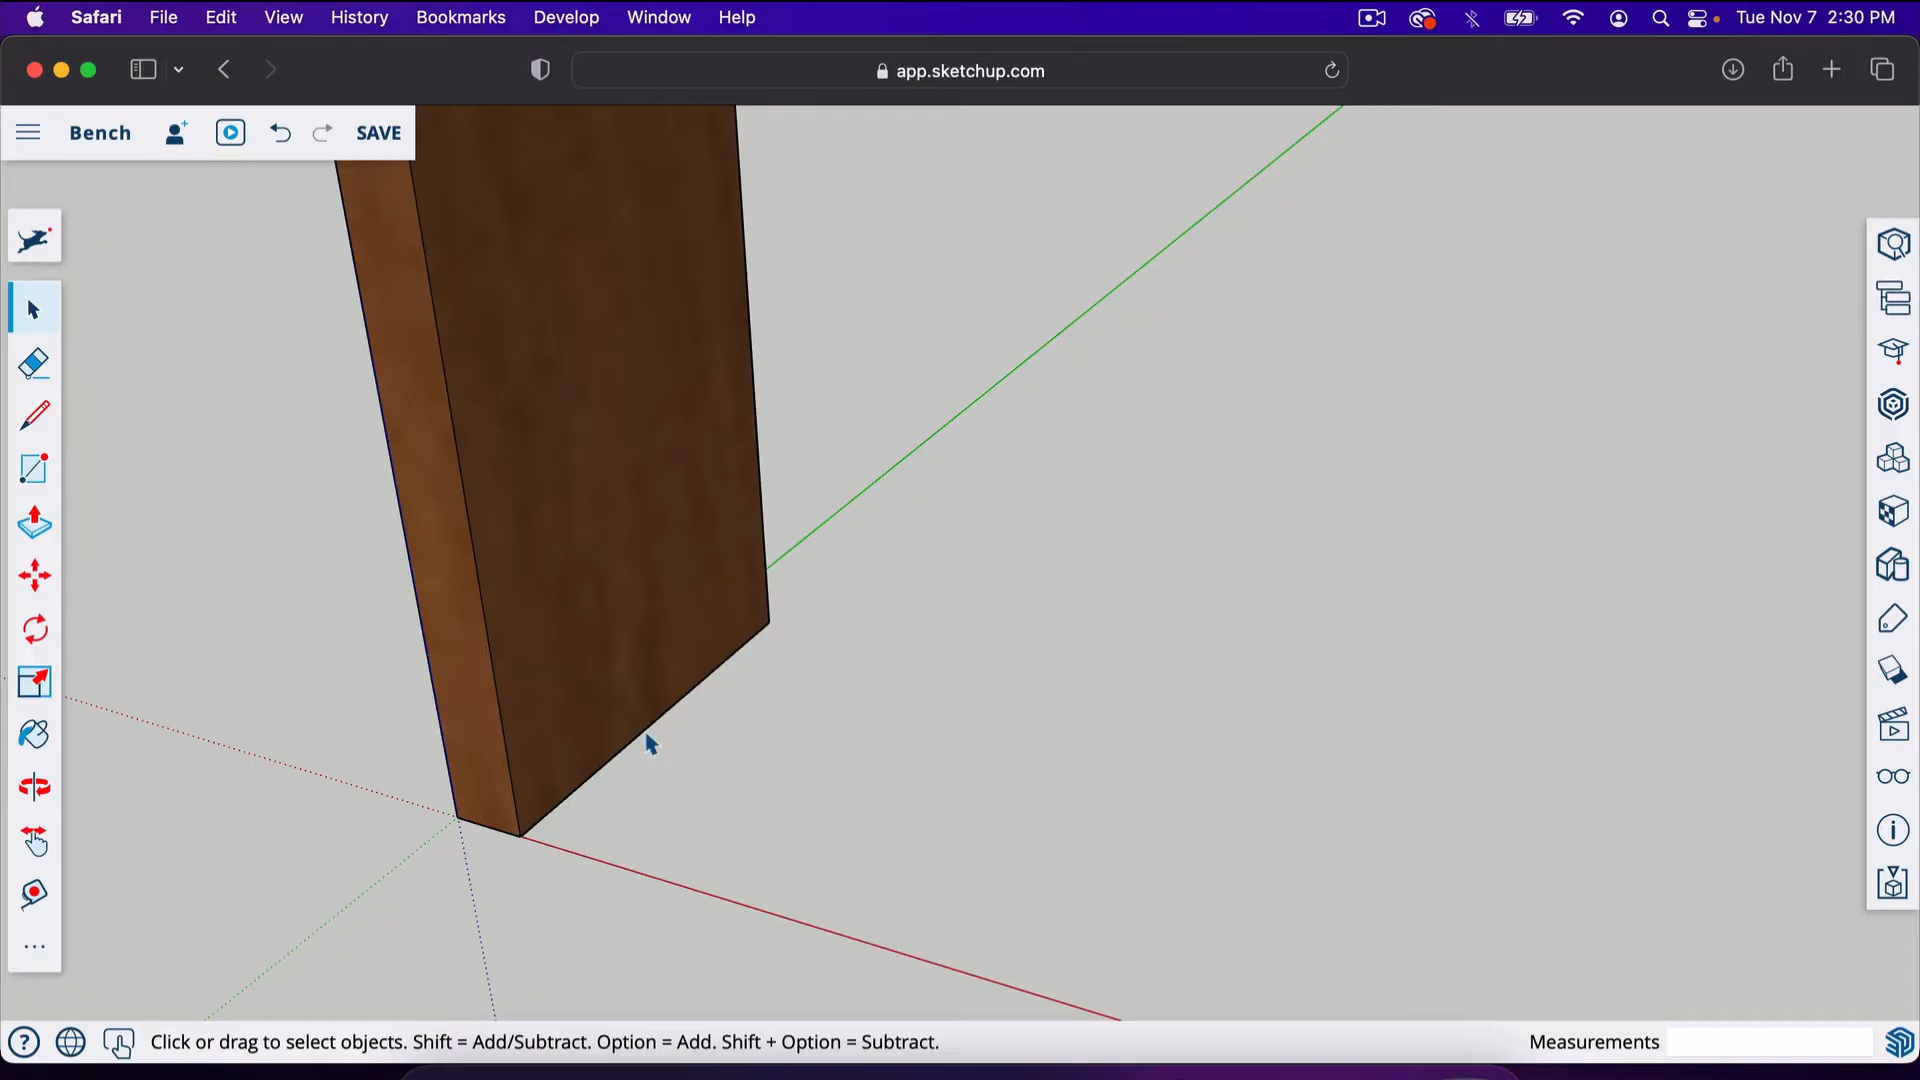 Safari File Edit View History Bookmarks Develop Window Help Tue Nov 7 2:30 PM
app.sketchup.com
Bench SAVE
Click or drag to select objects. Shift = Add/Subtract. Option = Add. Shift + Option = Subtract. Measurements